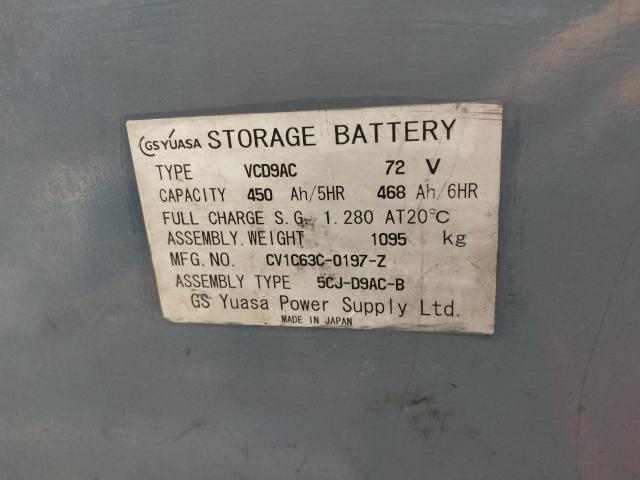 GS YUASA STORAGE BATTERY
TYPE VCD9AC 72 V
CAPACITY 450 Ah/5HR 468 Ah/6HR
FULL CHARGE S.G. 1.280 AT20℃
ASSEMBLY.WEIGHT 1095 kg
MFG.NO. CV1C63C-0197-Z
ASSEMBLY TYPE 5CJ-D9AC-B
GS Yuasa Power Supply Ltd.
MADE IN JAPAN